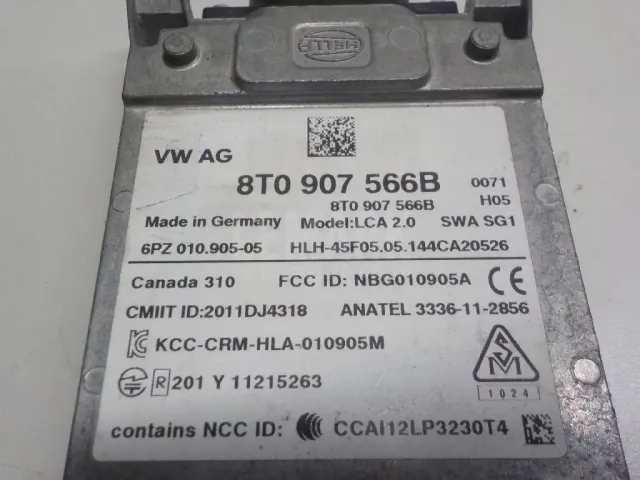 HELLA
VW AG
8T0 907 566B 0071
8T0 907 566B H05
Made in Germany Model:LCA 2.0 SWA SG1
6PZ 010.905-05 HLH-45F05.05.144CA20526
Canada 310 FCC ID: NBG010905A CE
CMIIT ID:2011DJ4318 ANATEL 3336-11-2856
KCC-CRM-HLA-010905M
R 201 Y 11215263
S M
1024
contains NCC ID: CCAI12LP3230T4